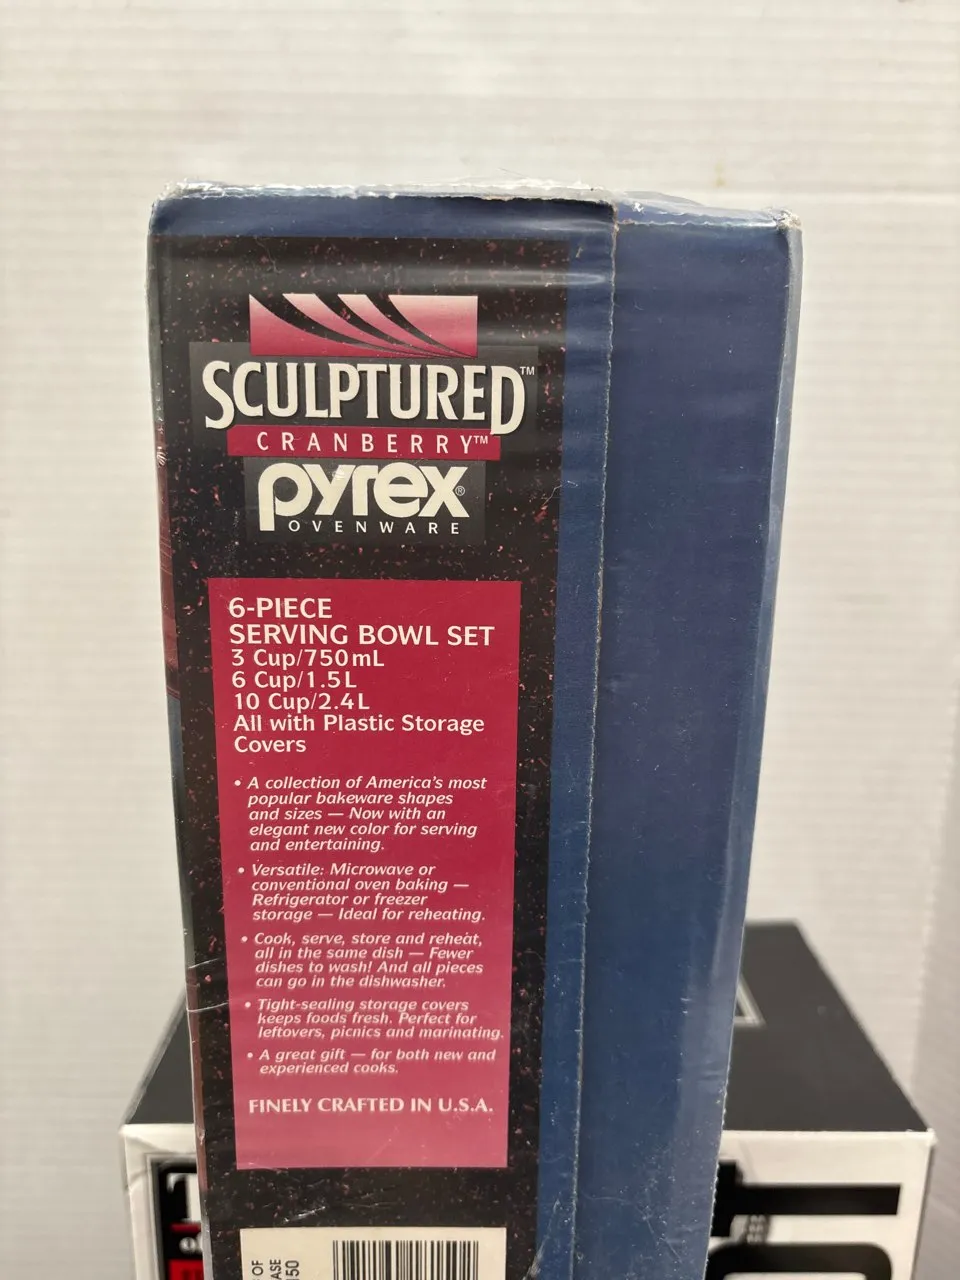 SCULPTURED™
CRANBERRY™
pyrex®
OVENWARE
6-PIECE
SERVING BOWL SET
3 Cup/750mL
6 Cup/1.5L
10 Cup/2.4L
All with Plastic Storage
Covers
• A collection of America's most
popular bakeware shapes
and sizes — Now with an
elegant new color for serving
and entertaining.
• Versatile: Microwave or
conventional oven baking —
Refrigerator or freezer
storage — Ideal for reheating.
• Cook, serve, store and reheat,
all in the same dish — Fewer
dishes to wash! And all pieces
can go in the dishwasher.
• Tight-sealing storage covers
keeps foods fresh. Perfect for
leftovers, picnics and marinating.
• A great gift — for both new and
experienced cooks.
FINELY CRAFTED IN U.S.A.
OF
ASE
150